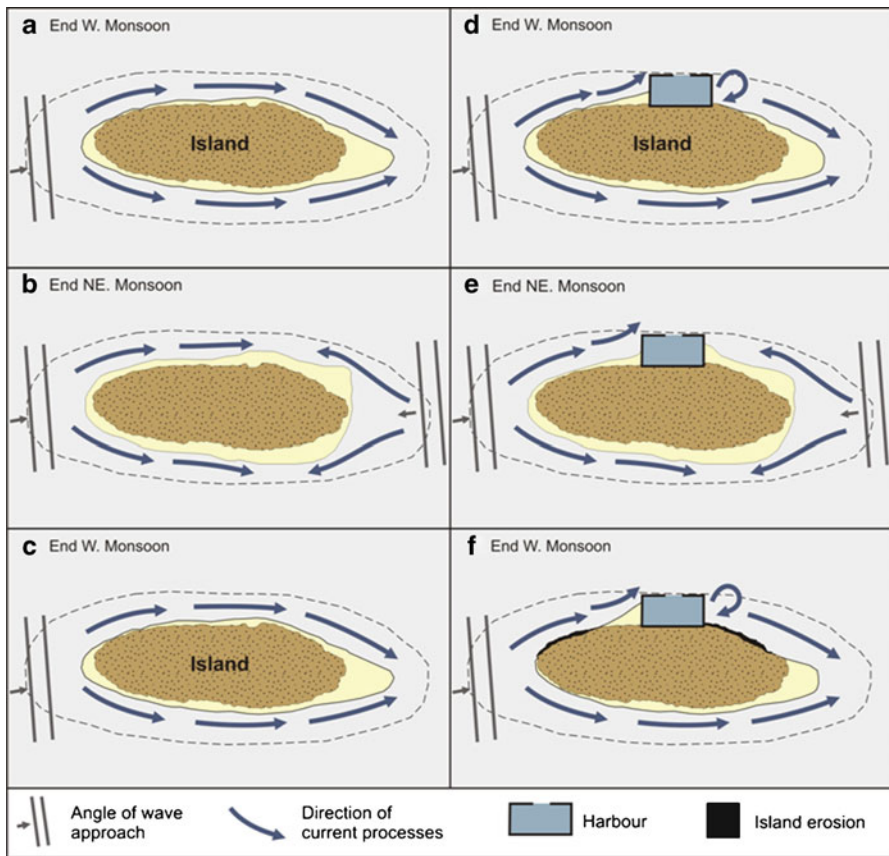 a End W. Monsoon
Island
d End W. Monsoon
Island
b End NE. Monsoon
e End NE. Monsoon
c End W. Monsoon
Island
f End W. Monsoon
Angle of wave
approach
Direction of
current processes
Harbour
Island erosion